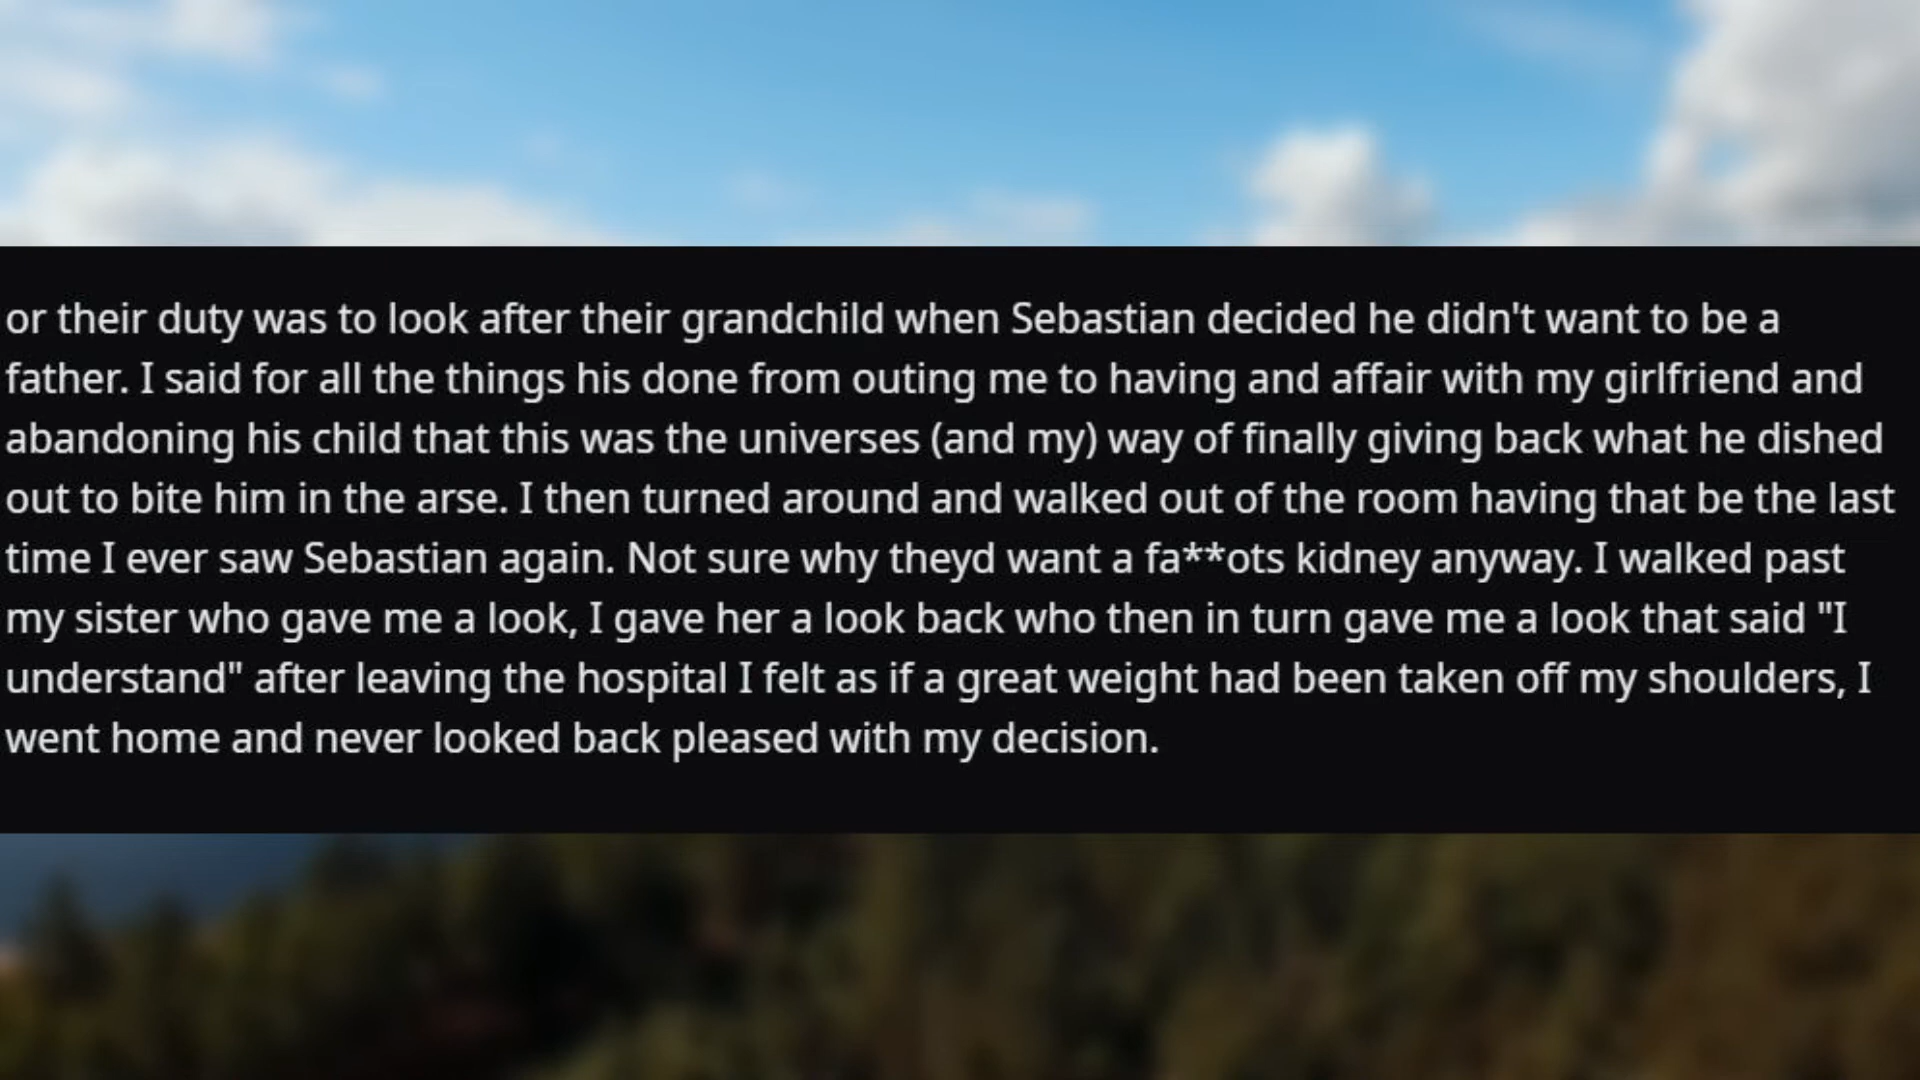 or their duty was to look after their grandchild when Sebastian decided he didn't want to be a
father. I said for all the things his done from outing me to having and affair with my girlfriend and
abandoning his child that this was the universes (and my) way of finally giving back what he dished
out to bite him in the arse. I then turned around and walked out of the room having that be the last
time I ever saw Sebastian again. Not sure why theyd want a fa**ots kidney anyway. I walked past
my sister who gave me a look, I gave her a look back who then in turn gave me a look that said "I
understand" after leaving the hospital I felt as if a great weight had been taken off my shoulders, I
went home and never looked back pleased with my decision.